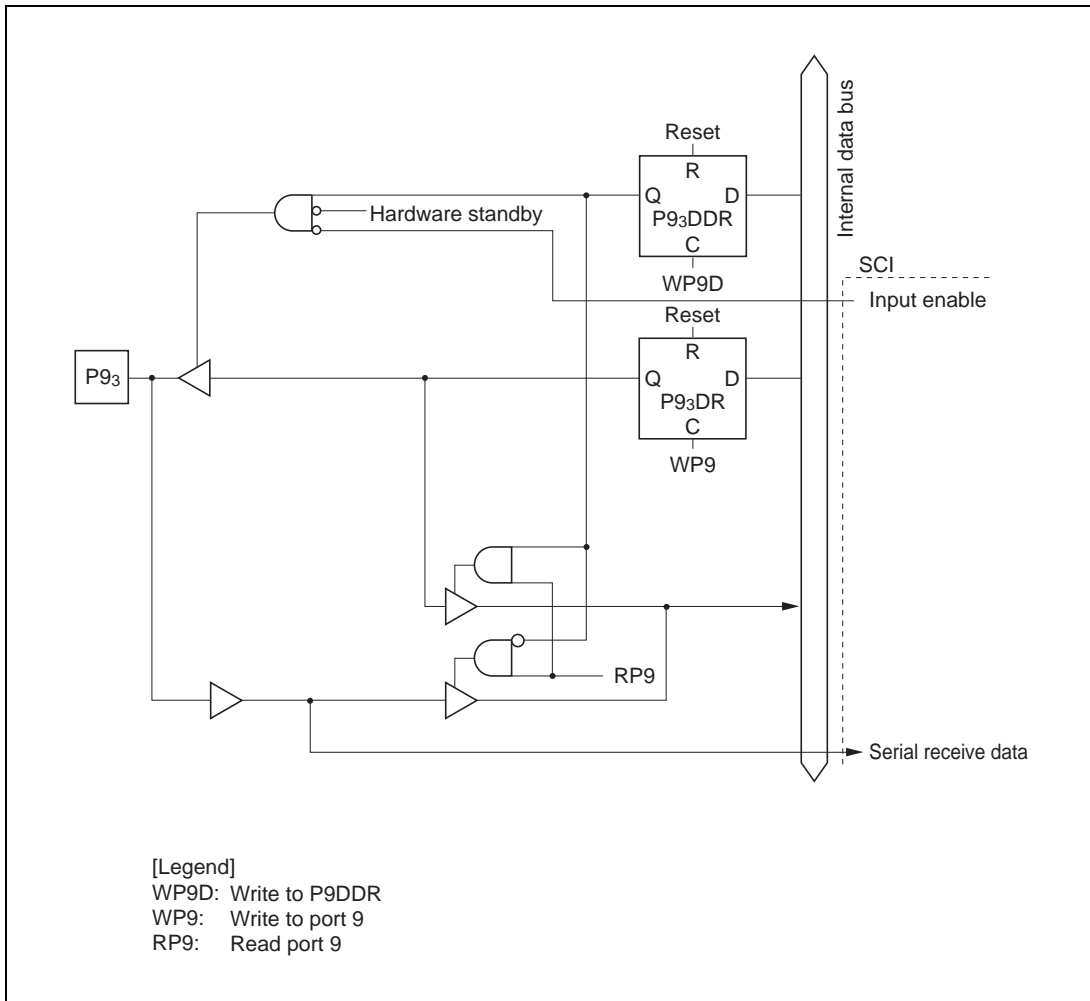 Reset
R
Q D
P93DDR
C
WP9D
Hardware standby
Internal data bus
SCI
Input enable
Reset
R
Q D
P93DR
C
WP9
P93
RP9
Serial receive data
[Legend]
WP9D: Write to P9DDR
WP9: Write to port 9
RP9: Read port 9